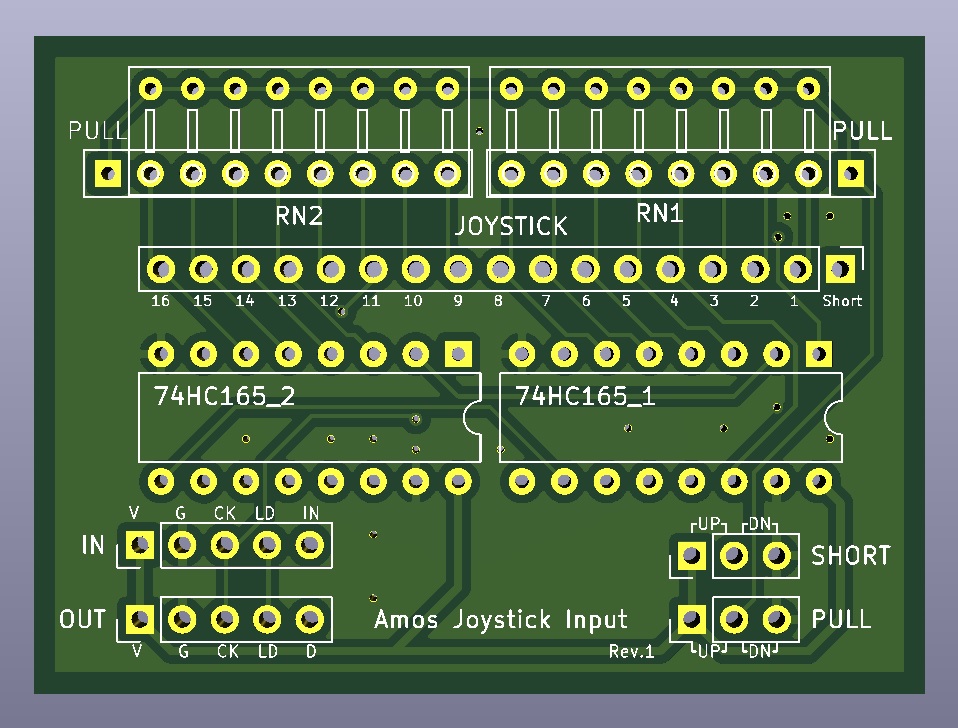 PULL PULL
RN2 RN1
JOYSTICK
16 15 14 13 12 11 10 9 8 7 6 5 4 3 2 1 Short
74HC165_2 74HC165_1
V G CK LD IN
UP DN
IN SHORT
OUT Amos Joystick Input PULL
V G CK LD D Rev.1 UP DN